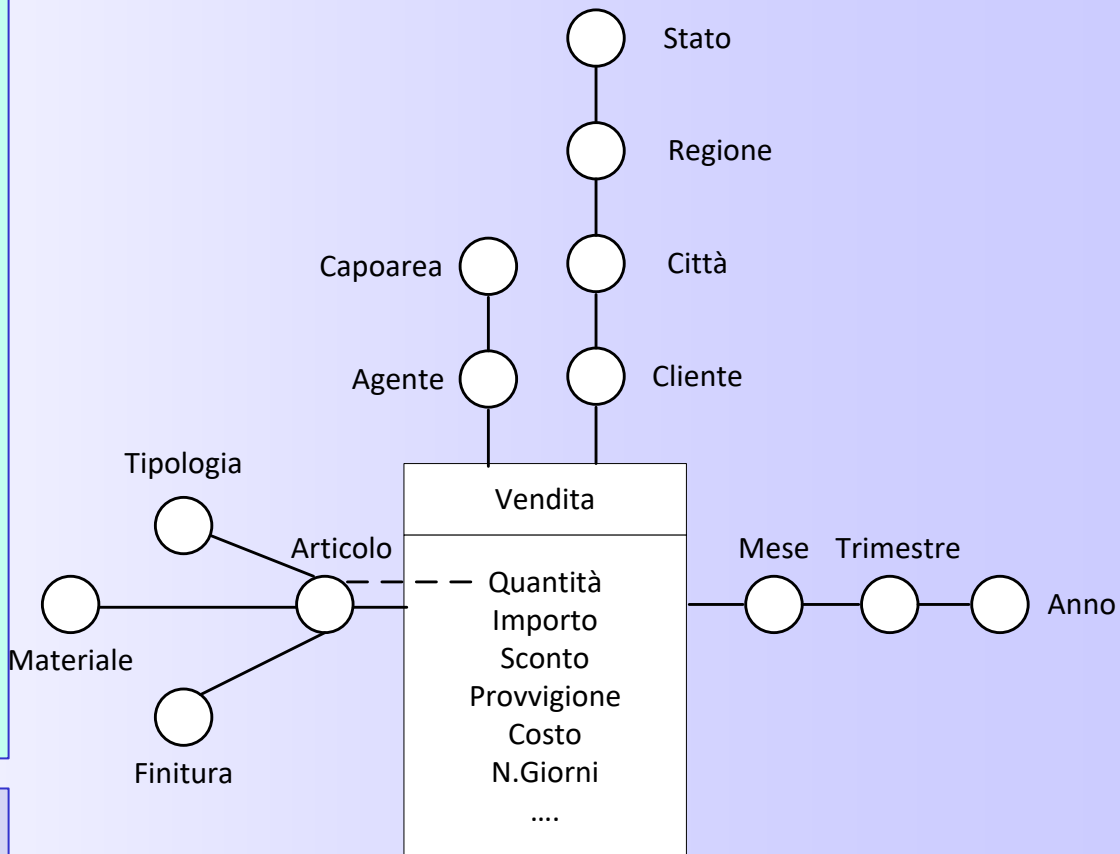 Stato
Regione
Capoarea
Città
Agente
Cliente
Tipologia
Vendita
Articolo
Mese
Trimestre
Quantità
Anno
Importo
Materiale
Sconto
Provvigione
Costo
Finitura
N.Giorni
....